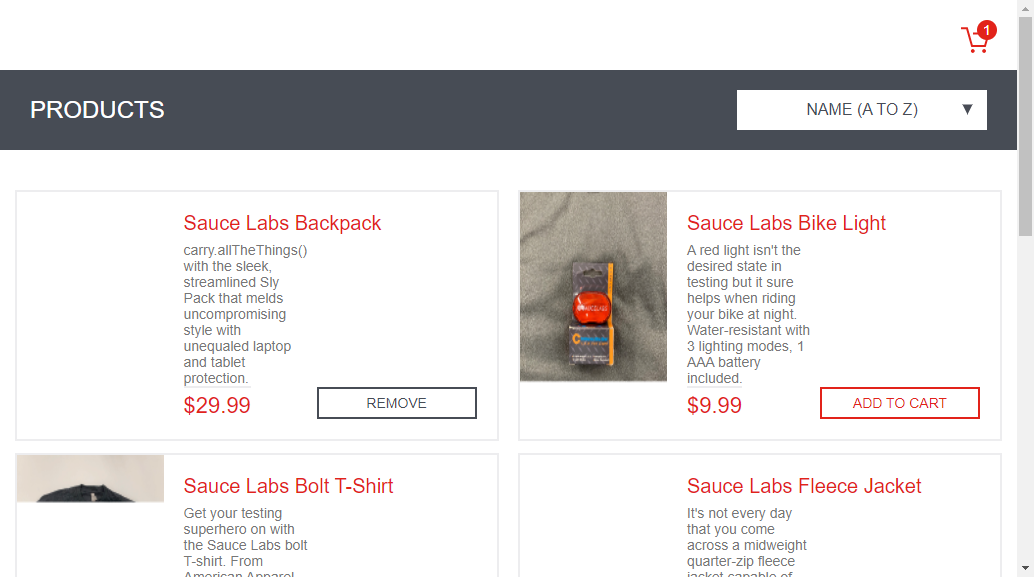 1
PRODUCTS
NAME (A TO Z)
Sauce Labs Backpack
carry.allTheThings()
with the sleek,
streamlined Sly
Pack that melds
uncompromising
style with
unequaled laptop
and tablet
protection.
$29.99
REMOVE
Sauce Labs Bike Light
A red light isn't the
desired state in
testing but it sure
helps when riding
your bike at night.
Water-resistant with
3 lighting modes, 1
AAA battery
included.
$9.99
ADD TO CART
Sauce Labs Bolt T-Shirt
Get your testing
superhero on with
the Sauce Labs bolt
T-shirt. From
American Apparel,
Sauce Labs Fleece Jacket
It's not every day
that you come
across a midweight
quarter-zip fleece
jacket capable of